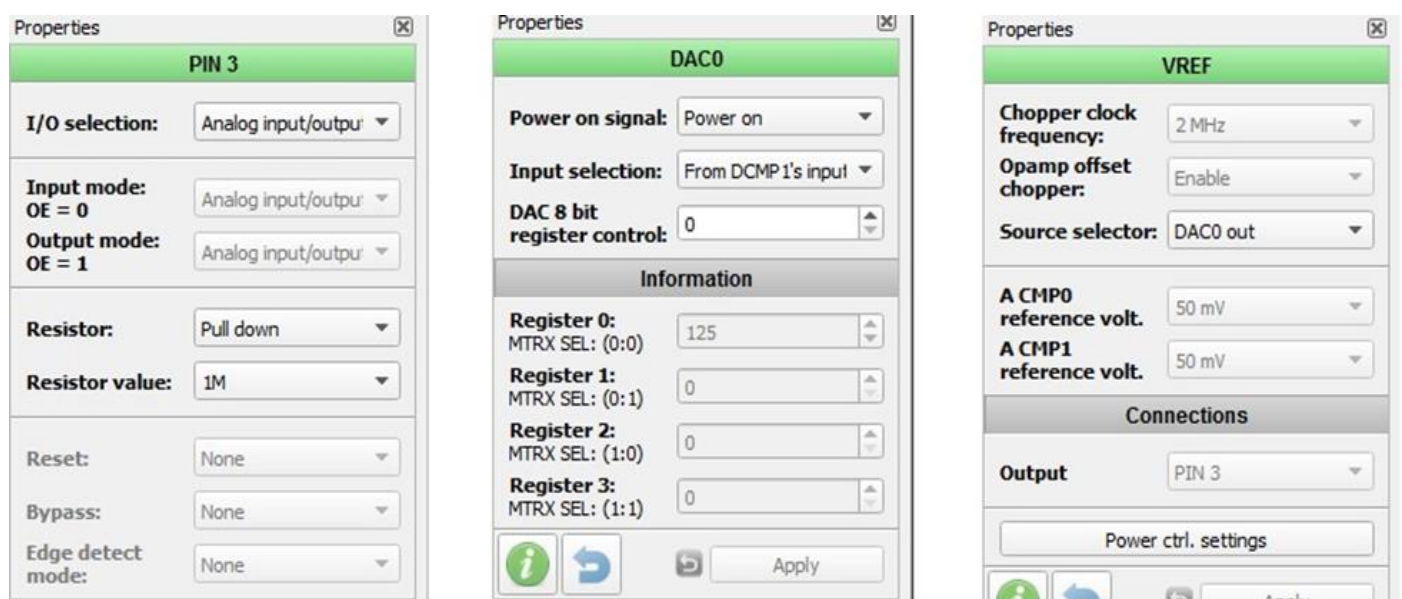 Properties
PIN 3
I/O selection: Analog input/outpu
Input mode:
OE = 0 Analog input/outpu
Output mode:
OE = 1 Analog input/outpu
Resistor: Pull down
Resistor value: 1M
Reset: None
Bypass: None
Edge detect
mode: None
Properties
DAC0
Power on signal: Power on
Input selection: From DCMP1's input
DAC 8 bit
register control: 0
Information
Register 0:
MTRX SEL: (0:0) 125
Register 1:
MTRX SEL: (0:1) 0
Register 2:
MTRX SEL: (1:0) 0
Register 3:
MTRX SEL: (1:1) 0
Apply
Properties
VREF
Chopper clock
frequency: 2 MHz
Opamp offset
chopper: Enable
Source selector: DAC0 out
A CMP0
reference volt. 50 mV
A CMP1
reference volt. 50 mV
Connections
Output PIN 3
Power ctrl. settings
Apply